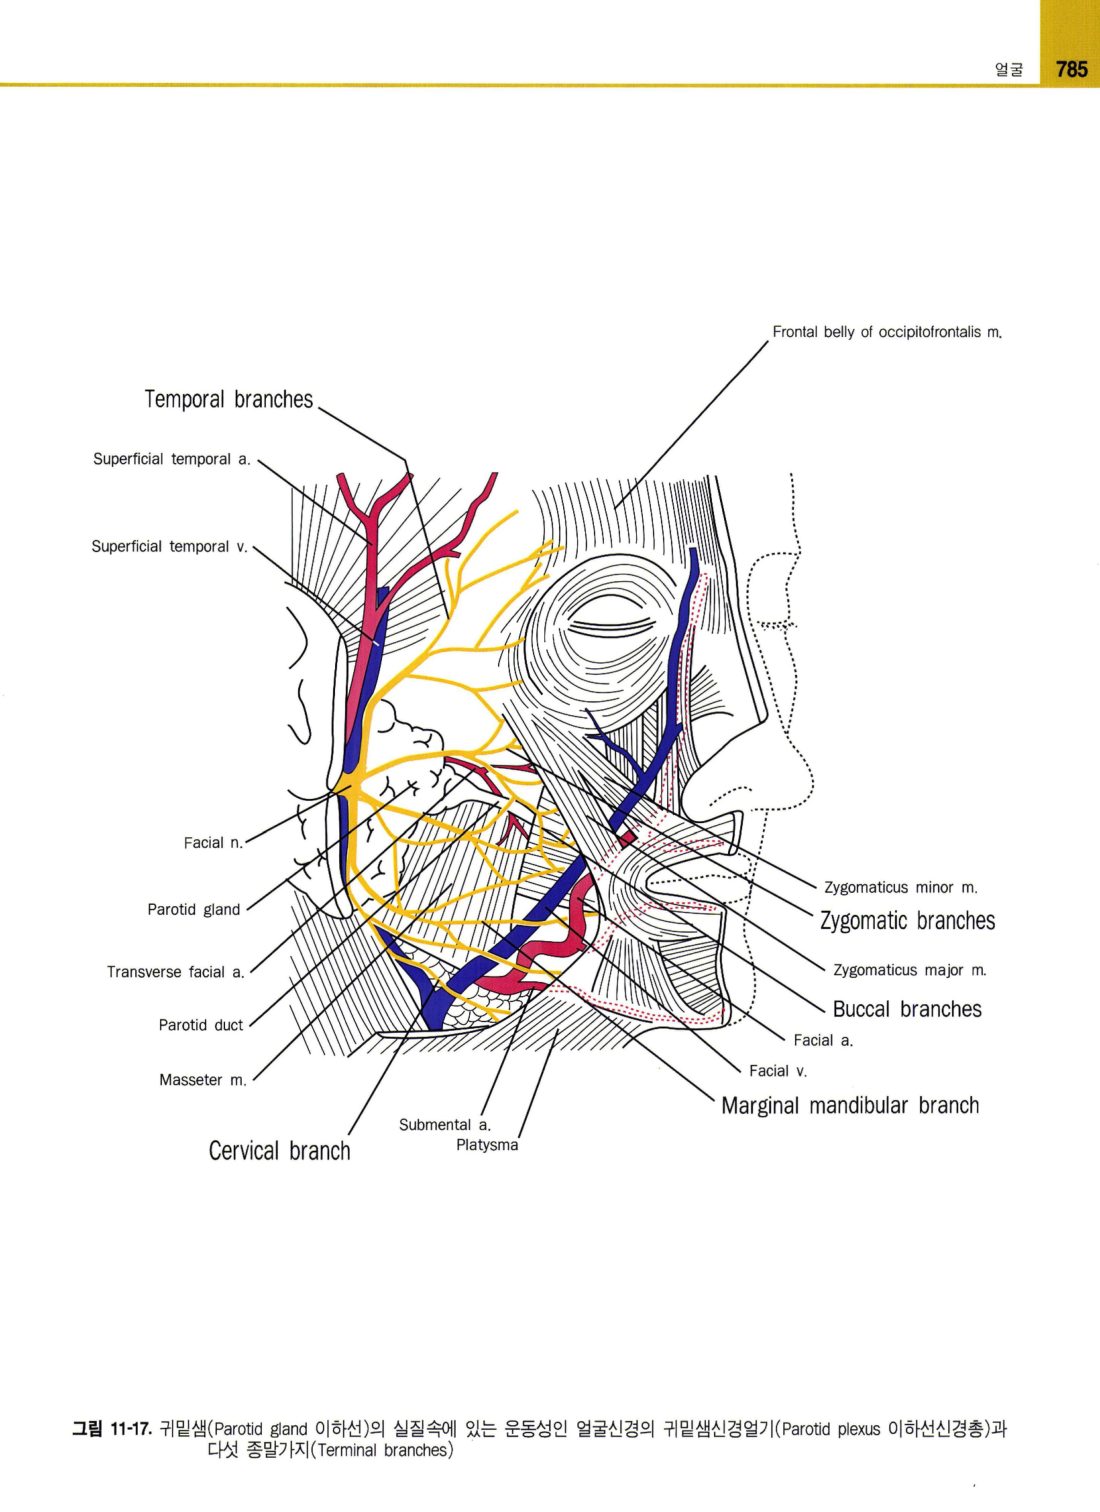 얼굴 785
Frontal belly of occipitofrontalis m.
Temporal branches
Superficial temporal a.
Superficial temporal v.
Facial n.
Parotid gland
Transverse facial a.
Parotid duct
Masseter m.
Cervical branch
Submental a.
Platysma
Zygomaticus minor m.
Zygomatic branches
Zygomaticus major m.
Buccal branches
Facial a.
Facial v.
Marginal mandibular branch
그림 11-17. 귀밑샘(Parotid gland 이하선)의 실질속에 있는 운동성인 얼굴신경의 귀밑샘신경얼기(Parotid plexus 이하선신경총)과
다섯 종말가지(Terminal branches)